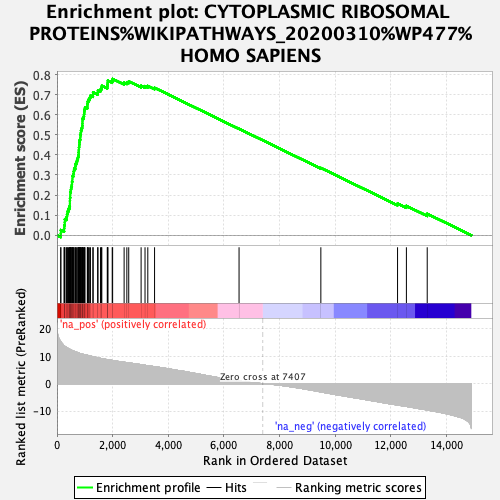 Enrichment plot: CYTOPLASMIC RIBOSOMAL
PROTEINS%WIKIPATHWAYS_20200310%WP477%
HOMO SAPIENS
Enrichment score (ES)
0.8
0.7
0.6
0.5
0.4
0.3
0.2
0.1
0.0
'na_pos' (positively correlated)
Ranked list metric (PreRanked)
20
10
0
-10
Zero cross at 7407
'na_neg' (negatively correlated)
0 2,000 4,000 6,000 8,000 10,000 12,000 14,000
Rank in Ordered Dataset
Enrichment profile Hits Ranking metric scores